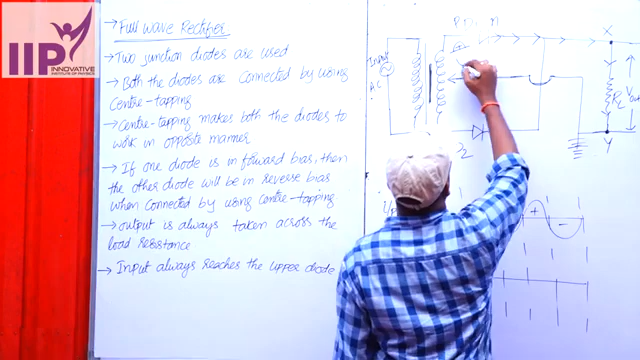 IIP
INNOVATIVE
INSTITUTE OF PHYSICS
→ Full Wave Rectifier
→ Two junction diodes are used
→ Both the diodes are Connected by using
Centre-tapping
→ Centre-tapping makes both the diodes to
work in opposite manner
→ If one diode is in forward bias, then
the other diode will be in reverse bias
when Connected by using Centre-tapping.
→ output is always taken across the
load resistance
→ Input always reaches the upper diode
Input
AC
P
n
X
RL
Y
+
-